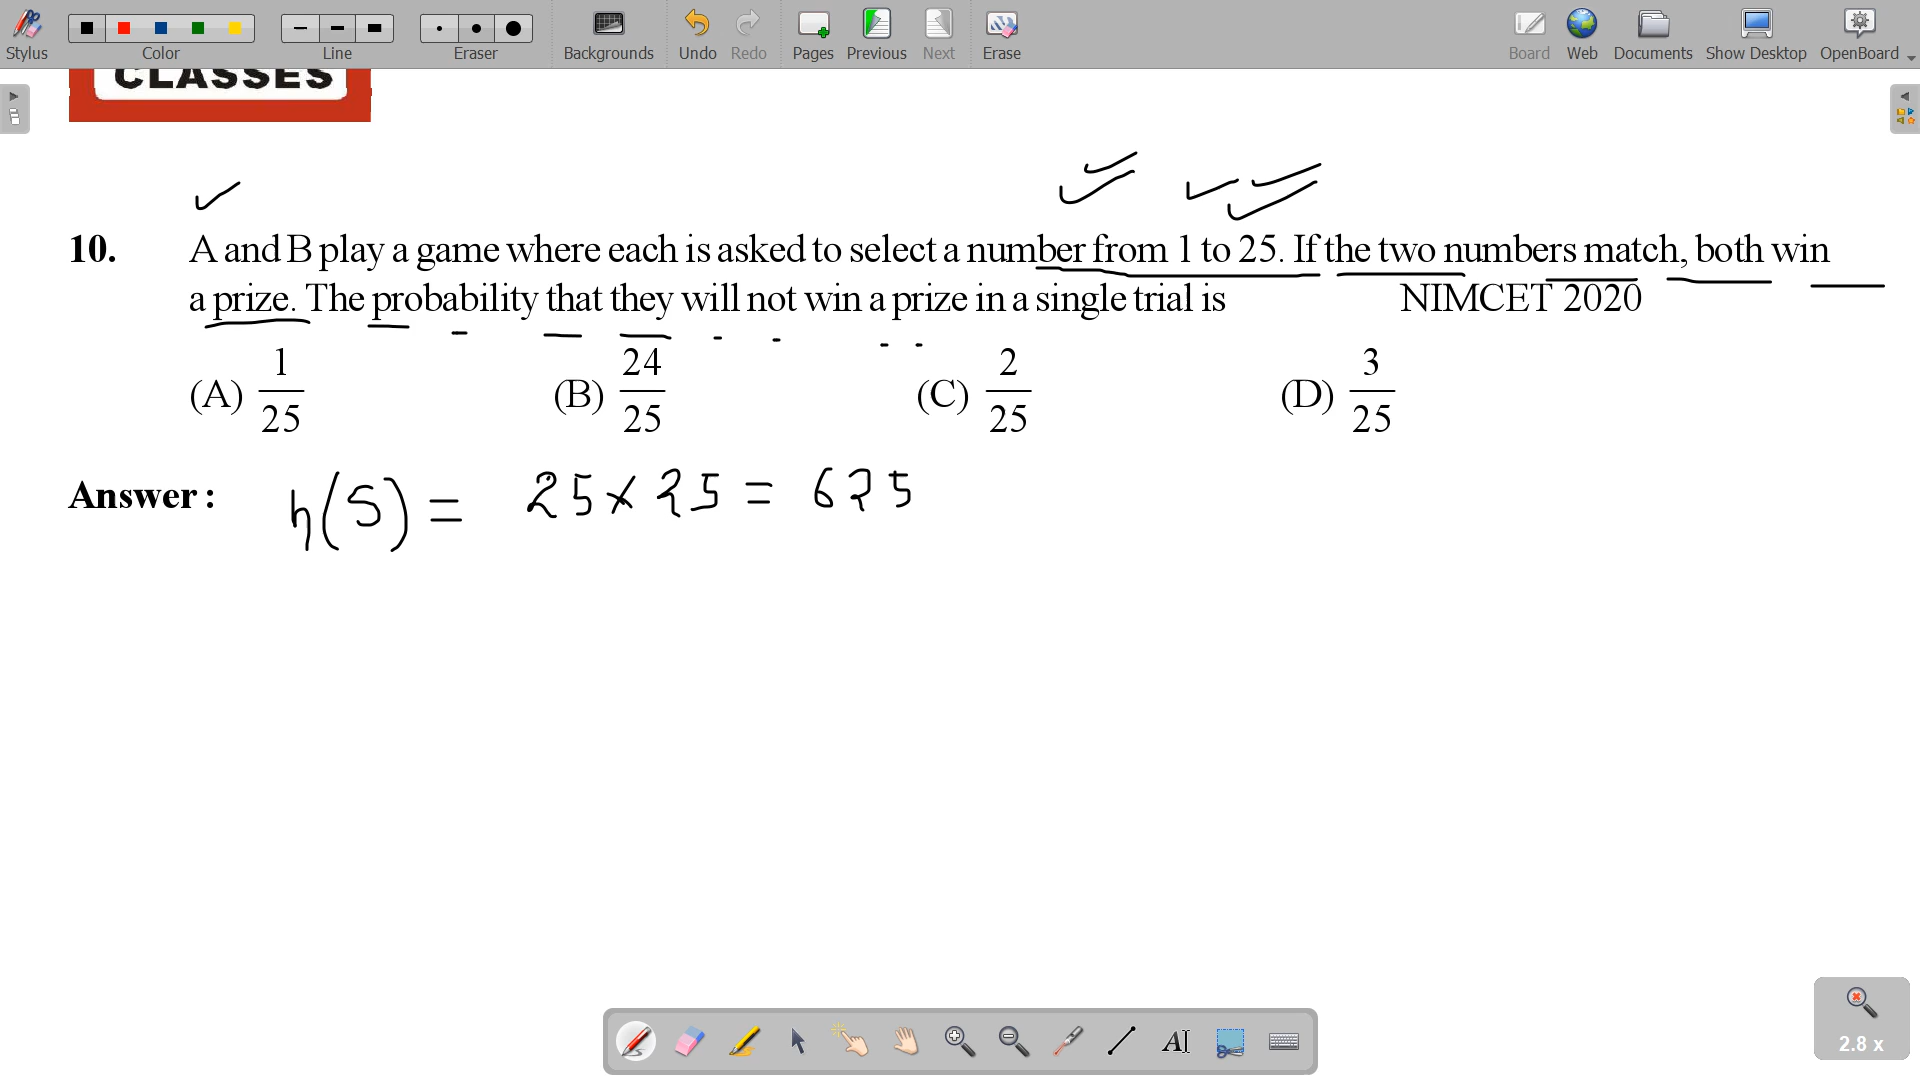 Stylus Color Line Eraser Backgrounds Undo Redo Pages Previous Next Erase Board Web Documents Show Desktop OpenBoard
CLASSES
10. A and B play a game where each is asked to select a number from 1 to 25. If the two numbers match, both win
a prize. The probability that they will not win a prize in a single trial is NIMCET 2020
(A) 1/25 (B) 24/25 (C) 2/25 (D) 3/25
Answer : n(S) = 25 × 25 = 625
2.8 x